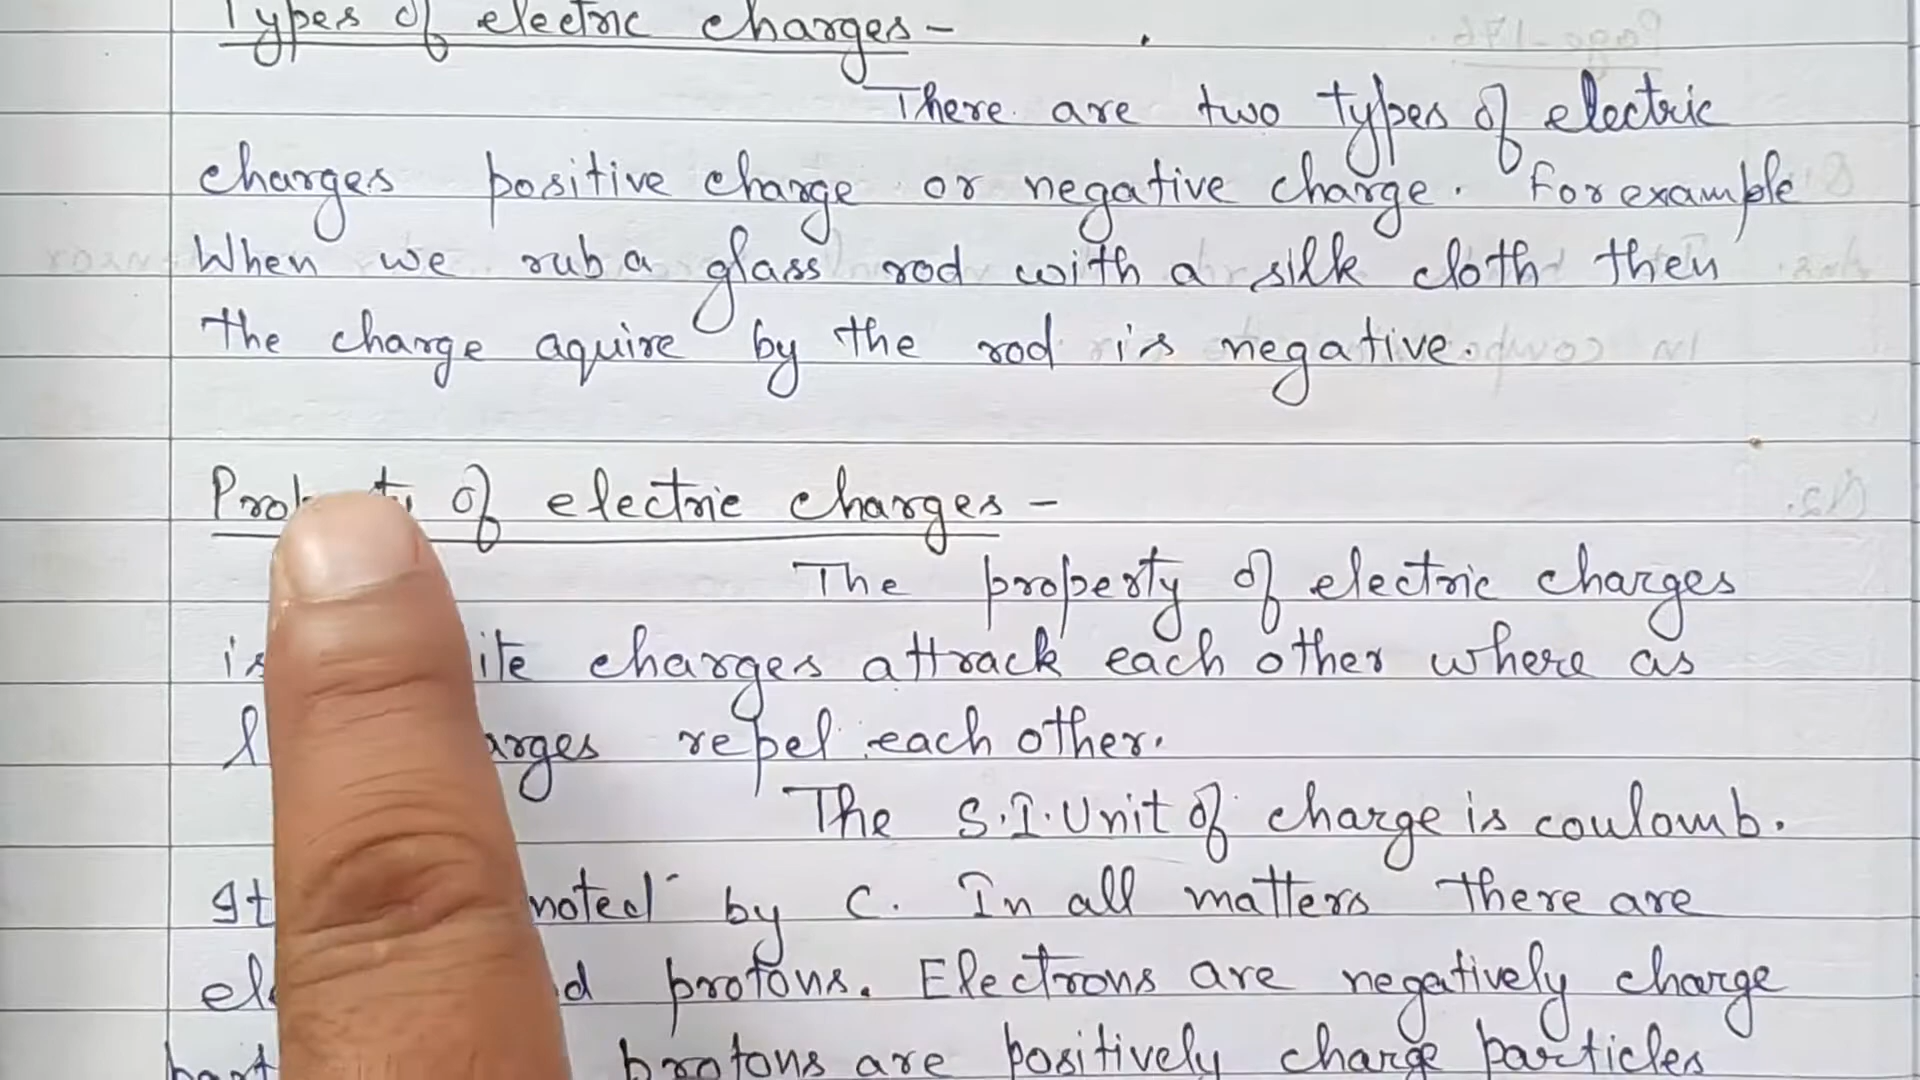 Types of electric charges-
There are two types of electric
charges positive charge or negative charge. For example
When we rub a glass rod with a silk cloth then
the charge aquire by the rod is negative.
of electric charges -
The property of electric charges
is charges attrack each other where as
repel each other.
The S.I. Unit of charge is coulomb.
It by C. In all matters there are
protons. Electrons are negatively charge
protons are positively charge particles